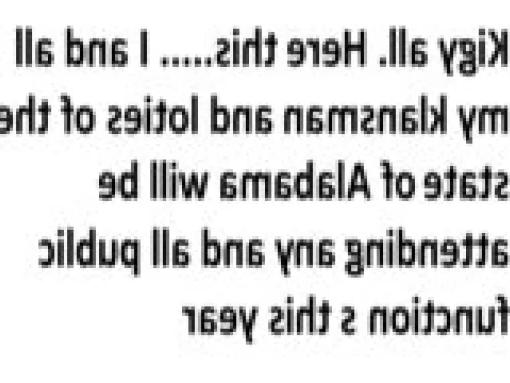 Kigy all. Here this...... I and all
my klansman and loties of the
state of Alabama will be
attending any and all public
function s this year